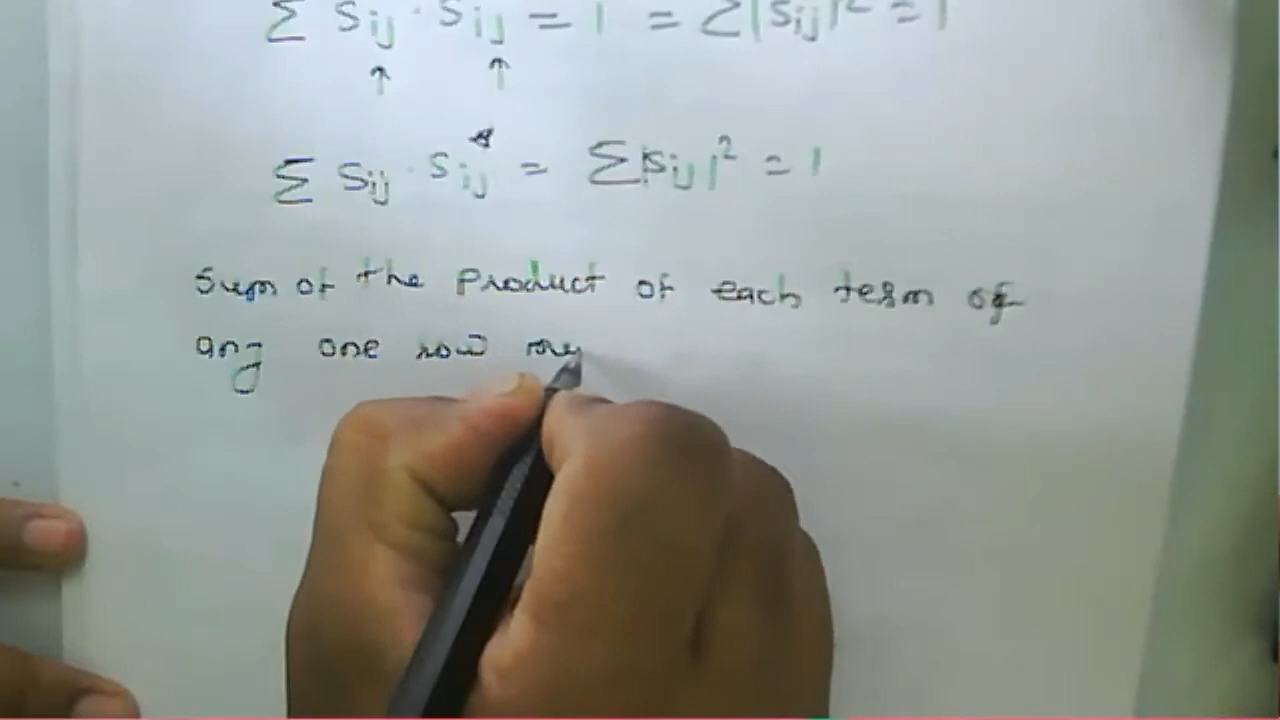 Σ Sij · Sij = 1 = Σ|Sij|² = 1
↑ ↑
Σ Sij · Sij* = Σ|Sij|² = 1
Sum of the Product of each term of
any one row